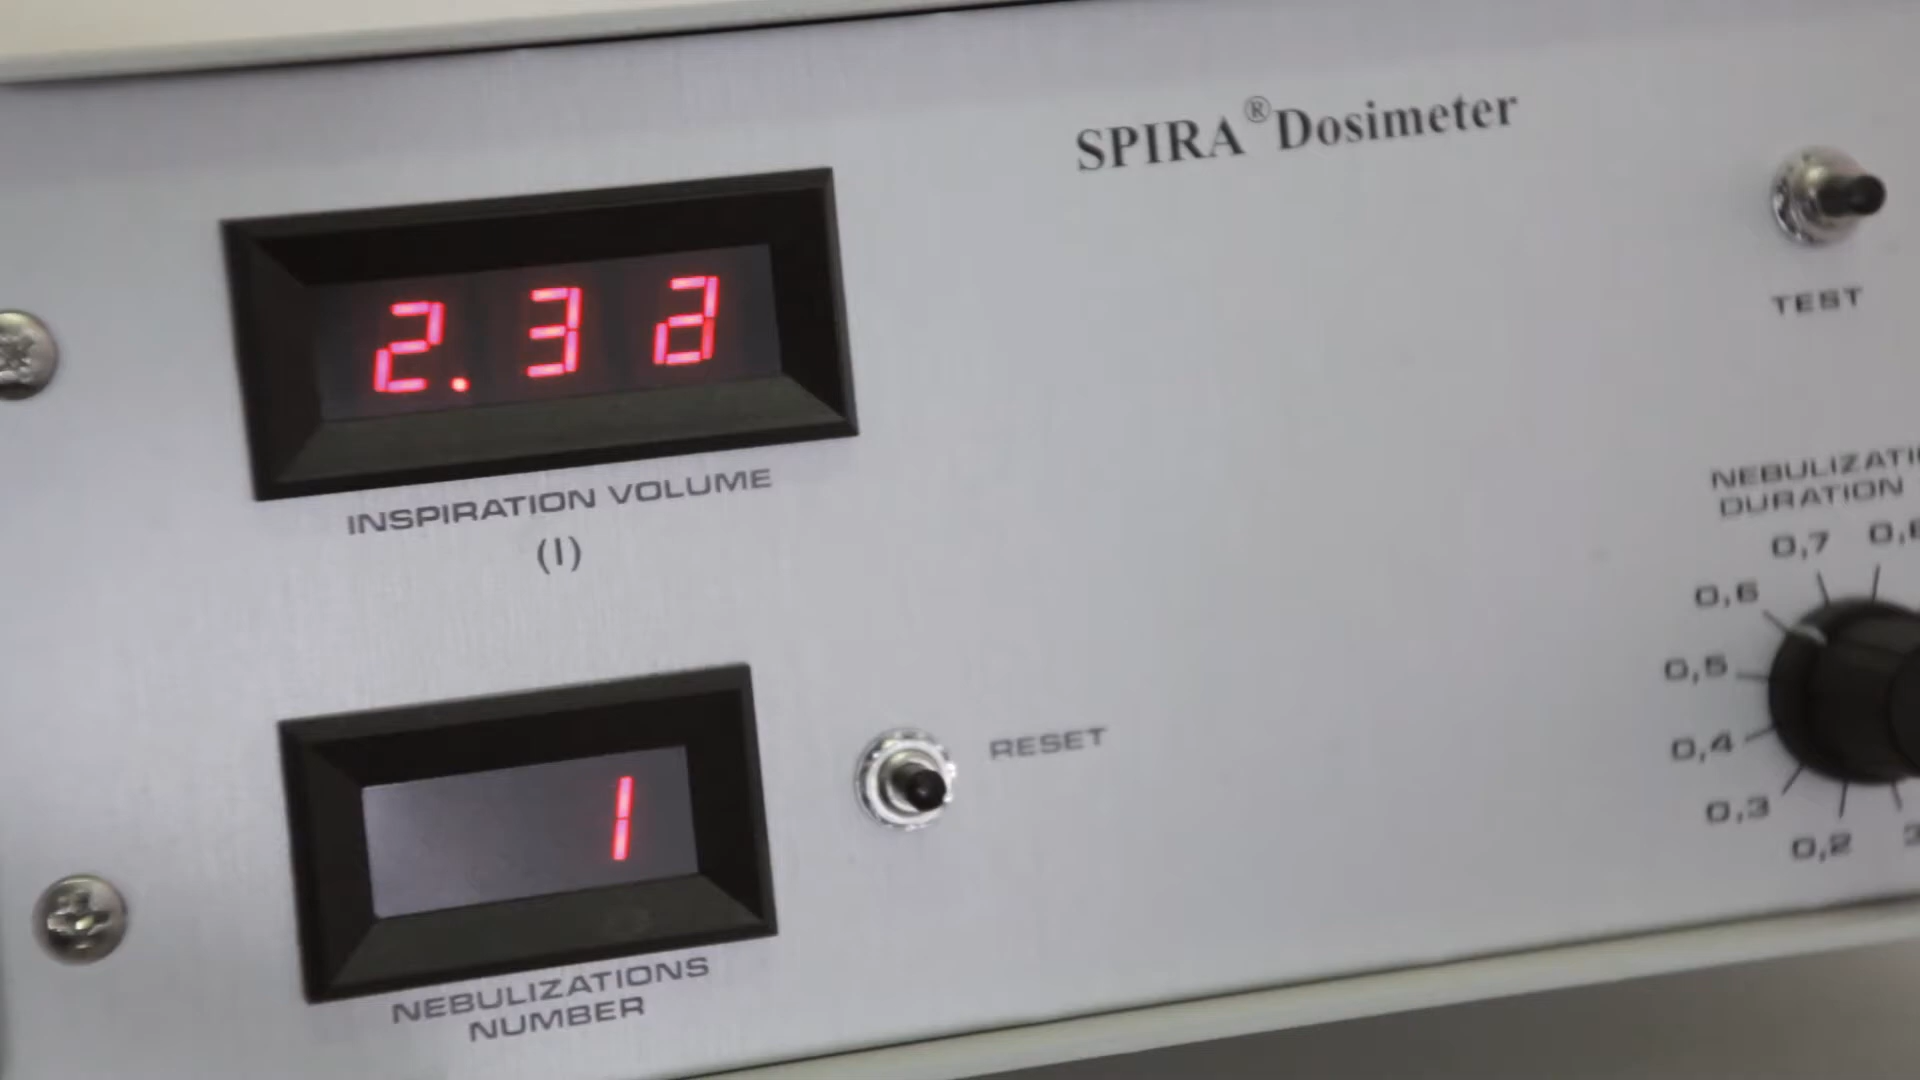 SPIRA® Dosimeter
2.3
TEST
INSPIRATION VOLUME
(l)
NEBULIZATI
DURATION
0,7
0,6
0,5
0,4
0,3
0,2
1
RESET
NEBULIZATIONS
NUMBER